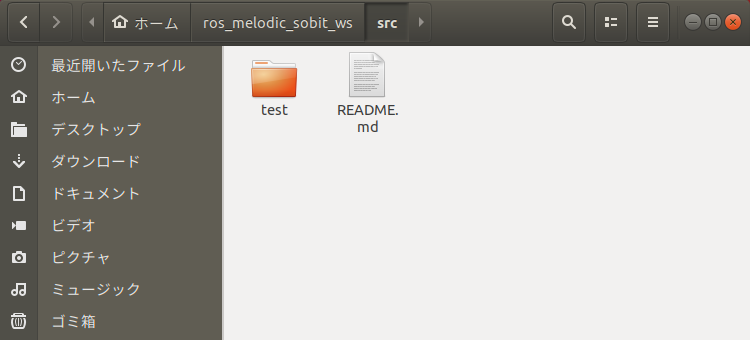 ホーム ros_melodic_sobit_ws src
最近開いたファイル
ホーム
デスクトップ
ダウンロード
ドキュメント
ビデオ
ピクチャ
ミュージック
ゴミ箱
test
README.
md